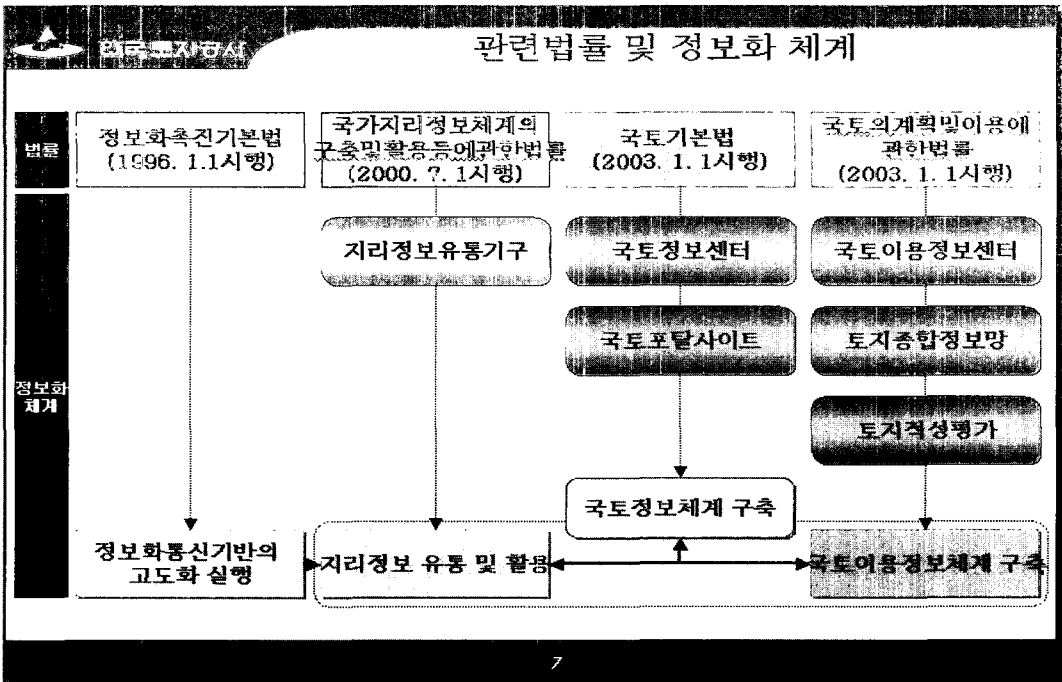 한국토지공사
관련법률 및 정보화 체계
법률
정보화촉진기본법
(1996. 1.1시행)
국가지리정보체계의
구축및활용등에관한법률
(2000. 7. 1시행)
국토기본법
(2003. 1. 1시행)
국토의계획및이용에
관한법률
(2003. 1. 1시행)
지리정보유통기구
국토정보센터
국토이용정보센터
국토포탈사이트
토지종합정보망
정보화
체계
토지적성평가
국토정보체계 구축
정보화통신기반의
고도화 실행
지리정보 유통 및 활용
국토이용정보체계 구축
7